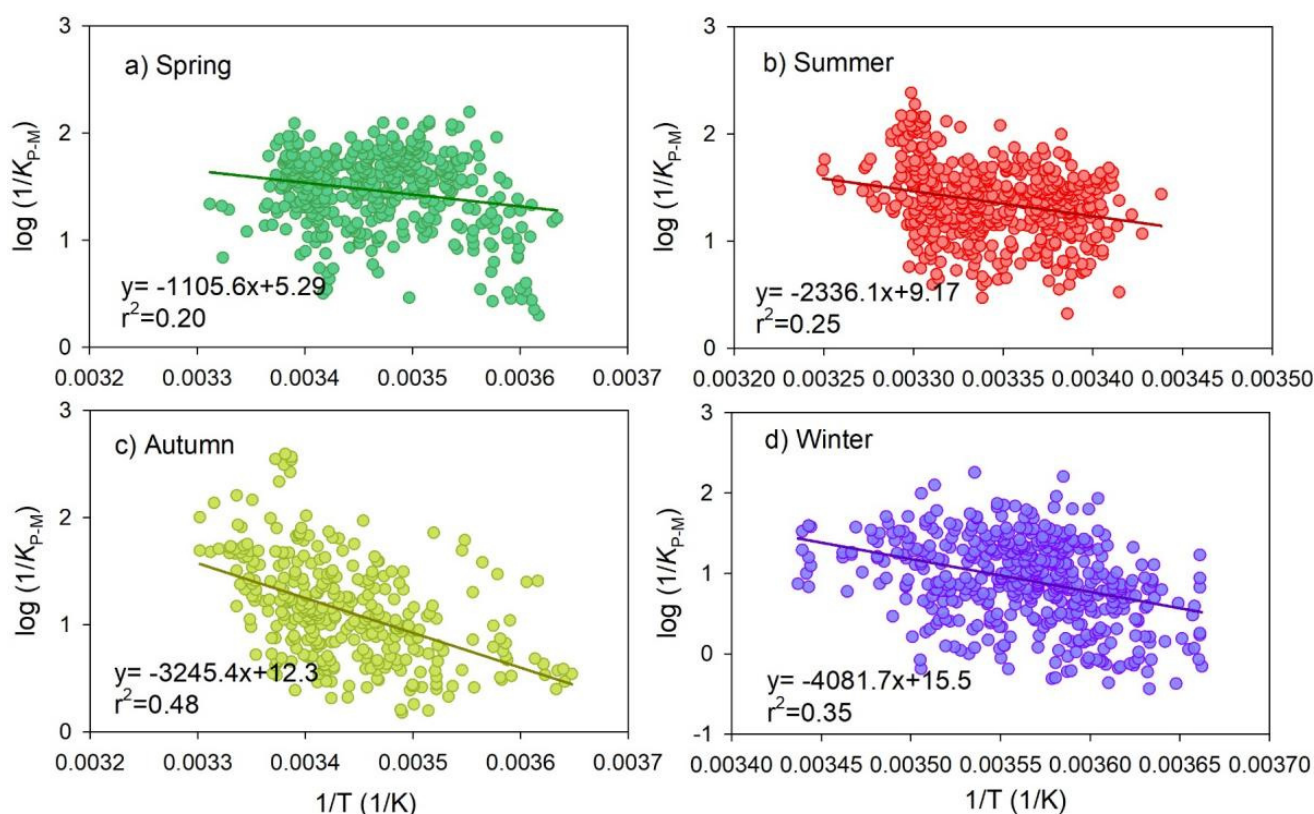 a) Spring
log (1/K_P-M)
3
2
1
0
y= -1105.6x+5.29
r²=0.20
0.0032 0.0033 0.0034 0.0035 0.0036 0.0037
b) Summer
log (1/K_P-M)
3
2
1
0
y= -2336.1x+9.17
r²=0.25
0.00320 0.00325 0.00330 0.00335 0.00340 0.00345 0.00350
c) Autumn
log (1/K_P-M)
3
2
1
0
y= -3245.4x+12.3
r²=0.48
0.0032 0.0033 0.0034 0.0035 0.0036 0.0037
1/T (1/K)
d) Winter
log (1/K_P-M)
3
2
1
0
-1
y= -4081.7x+15.5
r²=0.35
0.00340 0.00345 0.00350 0.00355 0.00360 0.00365 0.00370
1/T (1/K)